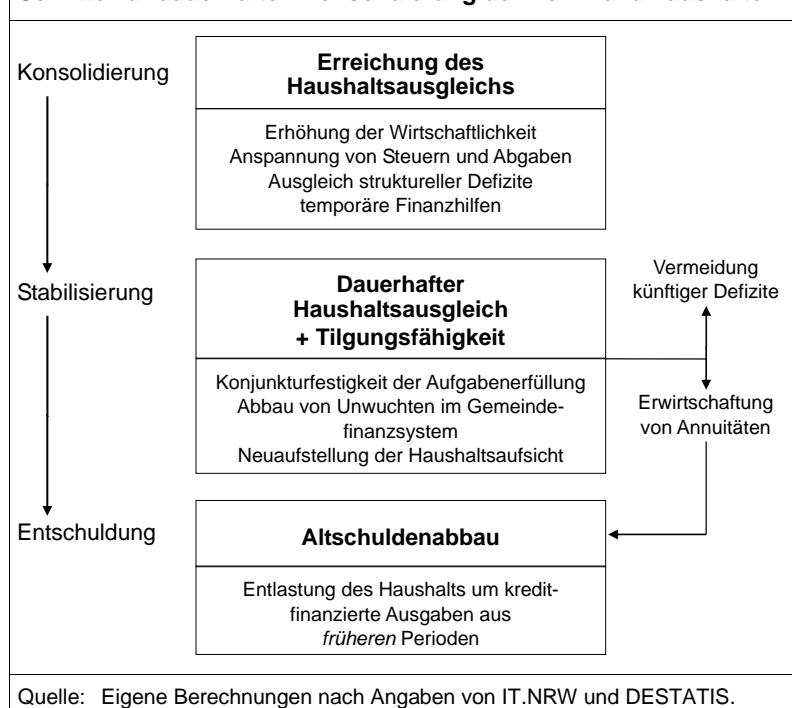 Konsolidierung
Erreichung des
Haushaltsausgleichs
Erhöhung der Wirtschaftlichkeit
Anspannung von Steuern und Abgaben
Ausgleich struktureller Defizite
temporäre Finanzhilfen
Stabilisierung
Dauerhafter
Haushaltsausgleich
+ Tilgungsfähigkeit
Konjunkturfestigkeit der Aufgabenerfüllung
Abbau von Unwuchten im Gemeinde-
finanzsystem
Neuaufstellung der Haushaltsaufsicht
Vermeidung
künftiger Defizite
Erwirtschaftung
von Annuitäten
Entschuldung
Altschuldenabbau
Entlastung des Haushalts um kredit-
finanzierte Ausgaben aus
früheren Perioden
Quelle: Eigene Berechnungen nach Angaben von IT.NRW und DESTATIS.